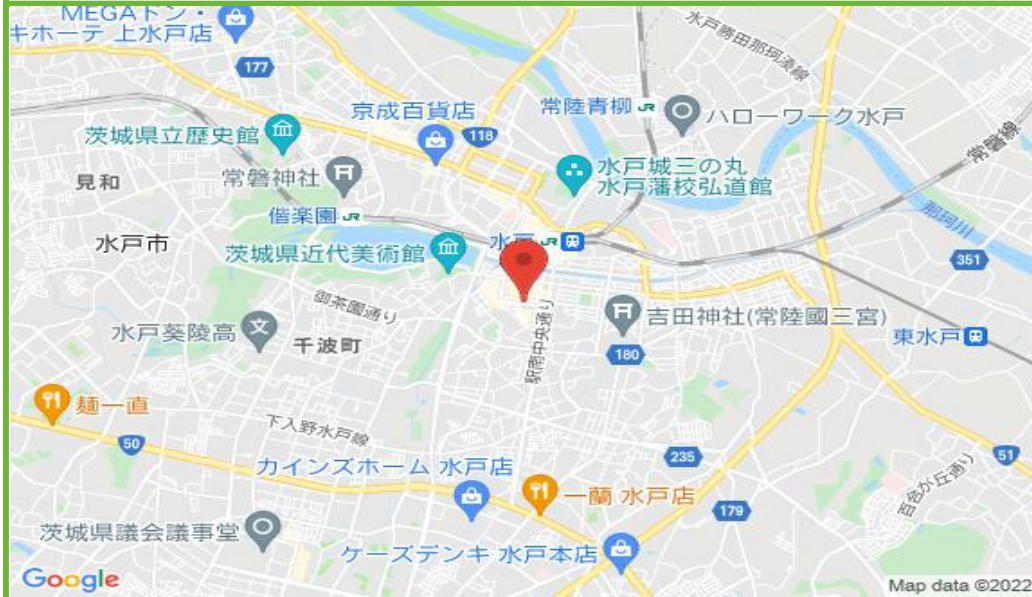 MEGAドン・
キホーテ 上水戸店
177
水戸勝田那珂湊線
京成百貨店
118
常陸青柳 JR
ハローワーク水戸
茨城県立歴史館
見和
常磐神社
水戸城三の丸
水戸藩校弘道館
偕楽園 JR
水戸市
茨城県近代美術館
JR
那珂川
351
御茶園通り
水戸葵陵高
千波町
駅南中央通り
吉田神社(常陸國三宮)
180
東水戸
麺一直
50
下入野水戸線
カインズホーム 水戸店
235
51
百合が丘通り
一蘭 水戸店
179
茨城県議会議事堂
ケーズデンキ 水戸本店
Google
Map data ©2022